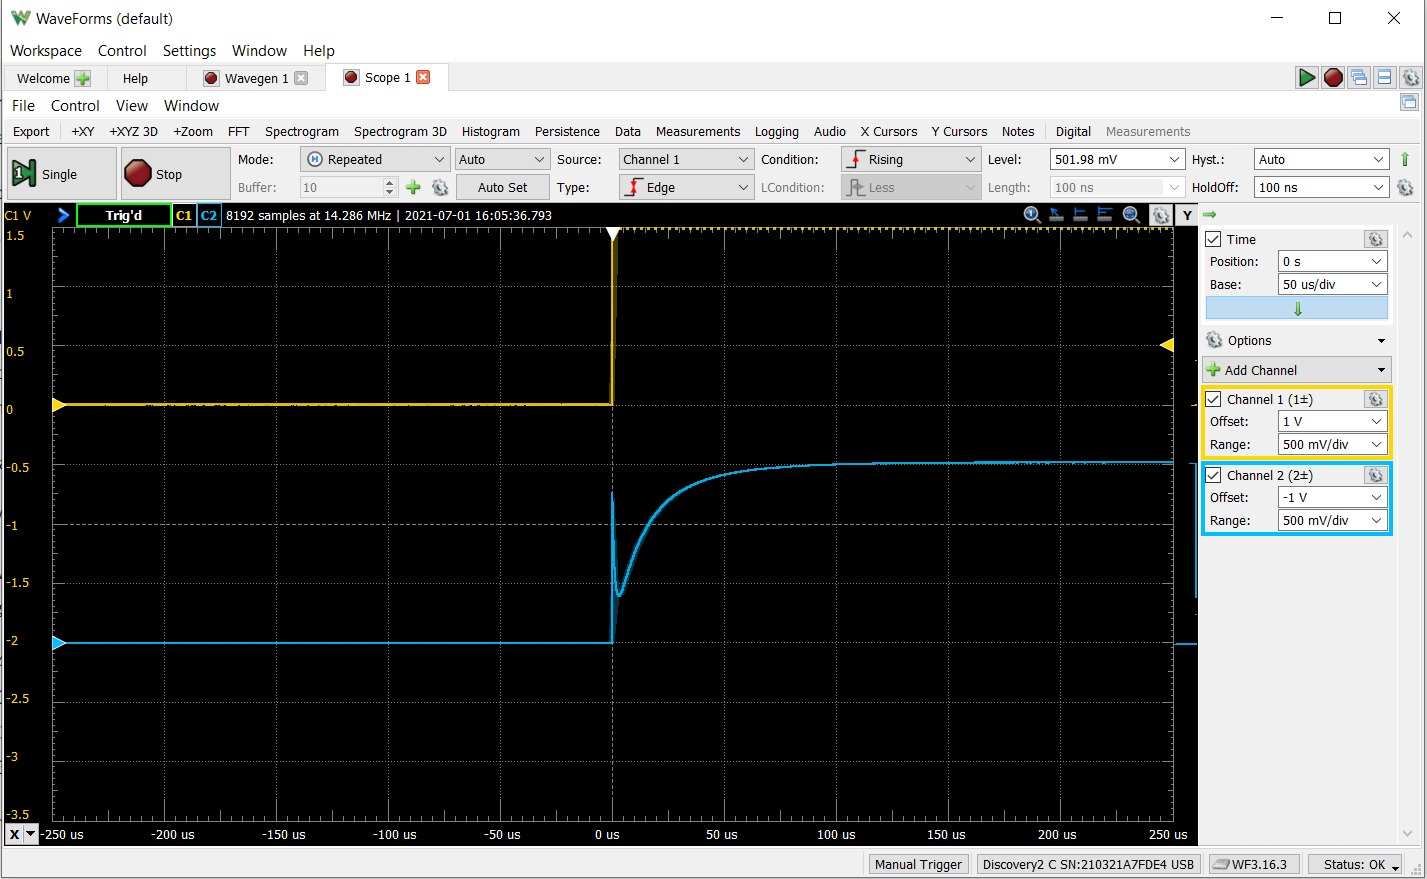 WaveForms (default)
Workspace Control Settings Window Help
Welcome Help Wavegen 1 Scope 1
File Control View Window
Export +XY +XYZ 3D +Zoom FFT Spectrogram Spectrogram 3D Histogram Persistence Data Measurements Logging Audio X Cursors Y Cursors Notes Digital Measurements
Single Stop Mode: Repeated Auto Source: Channel 1 Condition: Rising Level: 501.98 mV Hyst.: Auto
Buffer: 10 Auto Set Type: Edge LCondition: Less Length: 100 ns HoldOff: 100 ns
C1 V Trig'd C1 C2 8192 samples at 14.286 MHz | 2021-07-01 16:05:36.793 Y
1.5
1
0.5
0
-0.5
-1
-1.5
-2
-2.5
-3
-3.5
X -250 us -200 us -150 us -100 us -50 us 0 us 50 us 100 us 150 us 200 us 250 us
Time
Position: 0 s
Base: 50 us/div
Options
Add Channel
Channel 1 (1±)
Offset: 1 V
Range: 500 mV/div
Channel 2 (2±)
Offset: -1 V
Range: 500 mV/div
Manual Trigger Discovery2 C SN:210321A7FDE4 USB WF3.16.3 Status: OK